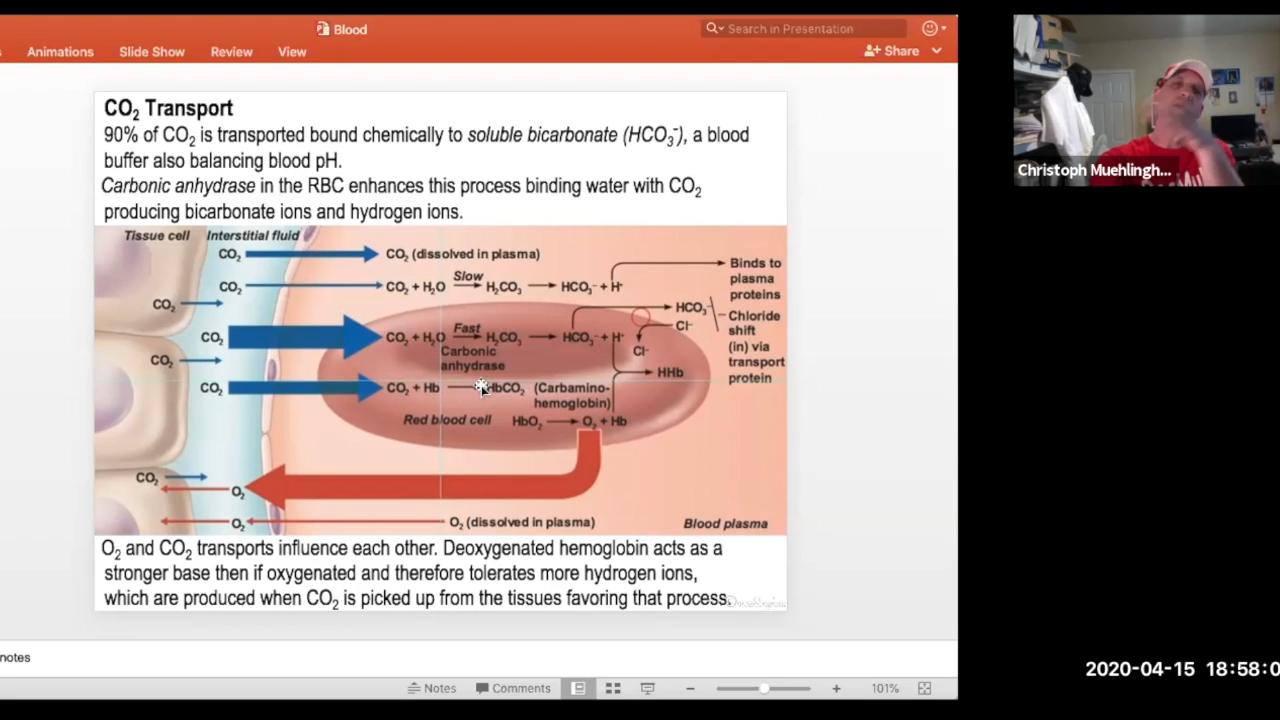 Blood
Search in Presentation
Animations Slide Show Review View
Share
CO₂ Transport
90% of CO₂ is transported bound chemically to soluble bicarbonate (HCO₃⁻), a blood
buffer also balancing blood pH.
Carbonic anhydrase in the RBC enhances this process binding water with CO₂
producing bicarbonate ions and hydrogen ions.
Tissue cell Interstitial fluid
CO₂ CO₂ (dissolved in plasma)
Binds to
plasma
proteins
CO₂ CO₂ + H₂O Slow H₂CO₃ HCO₃⁻ + H⁺
CO₂
HCO₃⁻
Cl⁻
Chloride
shift
(in) via
transport
protein
CO₂ CO₂ + H₂O Fast H₂CO₃ HCO₃⁻ + H⁺
Carbonic
anhydrase
Cl⁻
CO₂
HHb
CO₂ CO₂ + Hb HbCO₂ (Carbamino-
hemoglobin)
Red blood cell HbO₂ O₂ + Hb
CO₂
O₂
O₂ O₂ (dissolved in plasma) Blood plasma
O₂ and CO₂ transports influence each other. Deoxygenated hemoglobin acts as a
stronger base then if oxygenated and therefore tolerates more hydrogen ions,
which are produced when CO₂ is picked up from the tissues favoring that process.
notes
Notes Comments 101%
Christoph Muehlingh...
2020-04-15 18:58:0